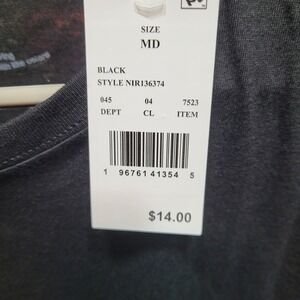 SIZE
MD
BLACK
STYLE NIR136374
045 04 7523
DEPT CL ITEM
1 96761 41354 5
$14.00